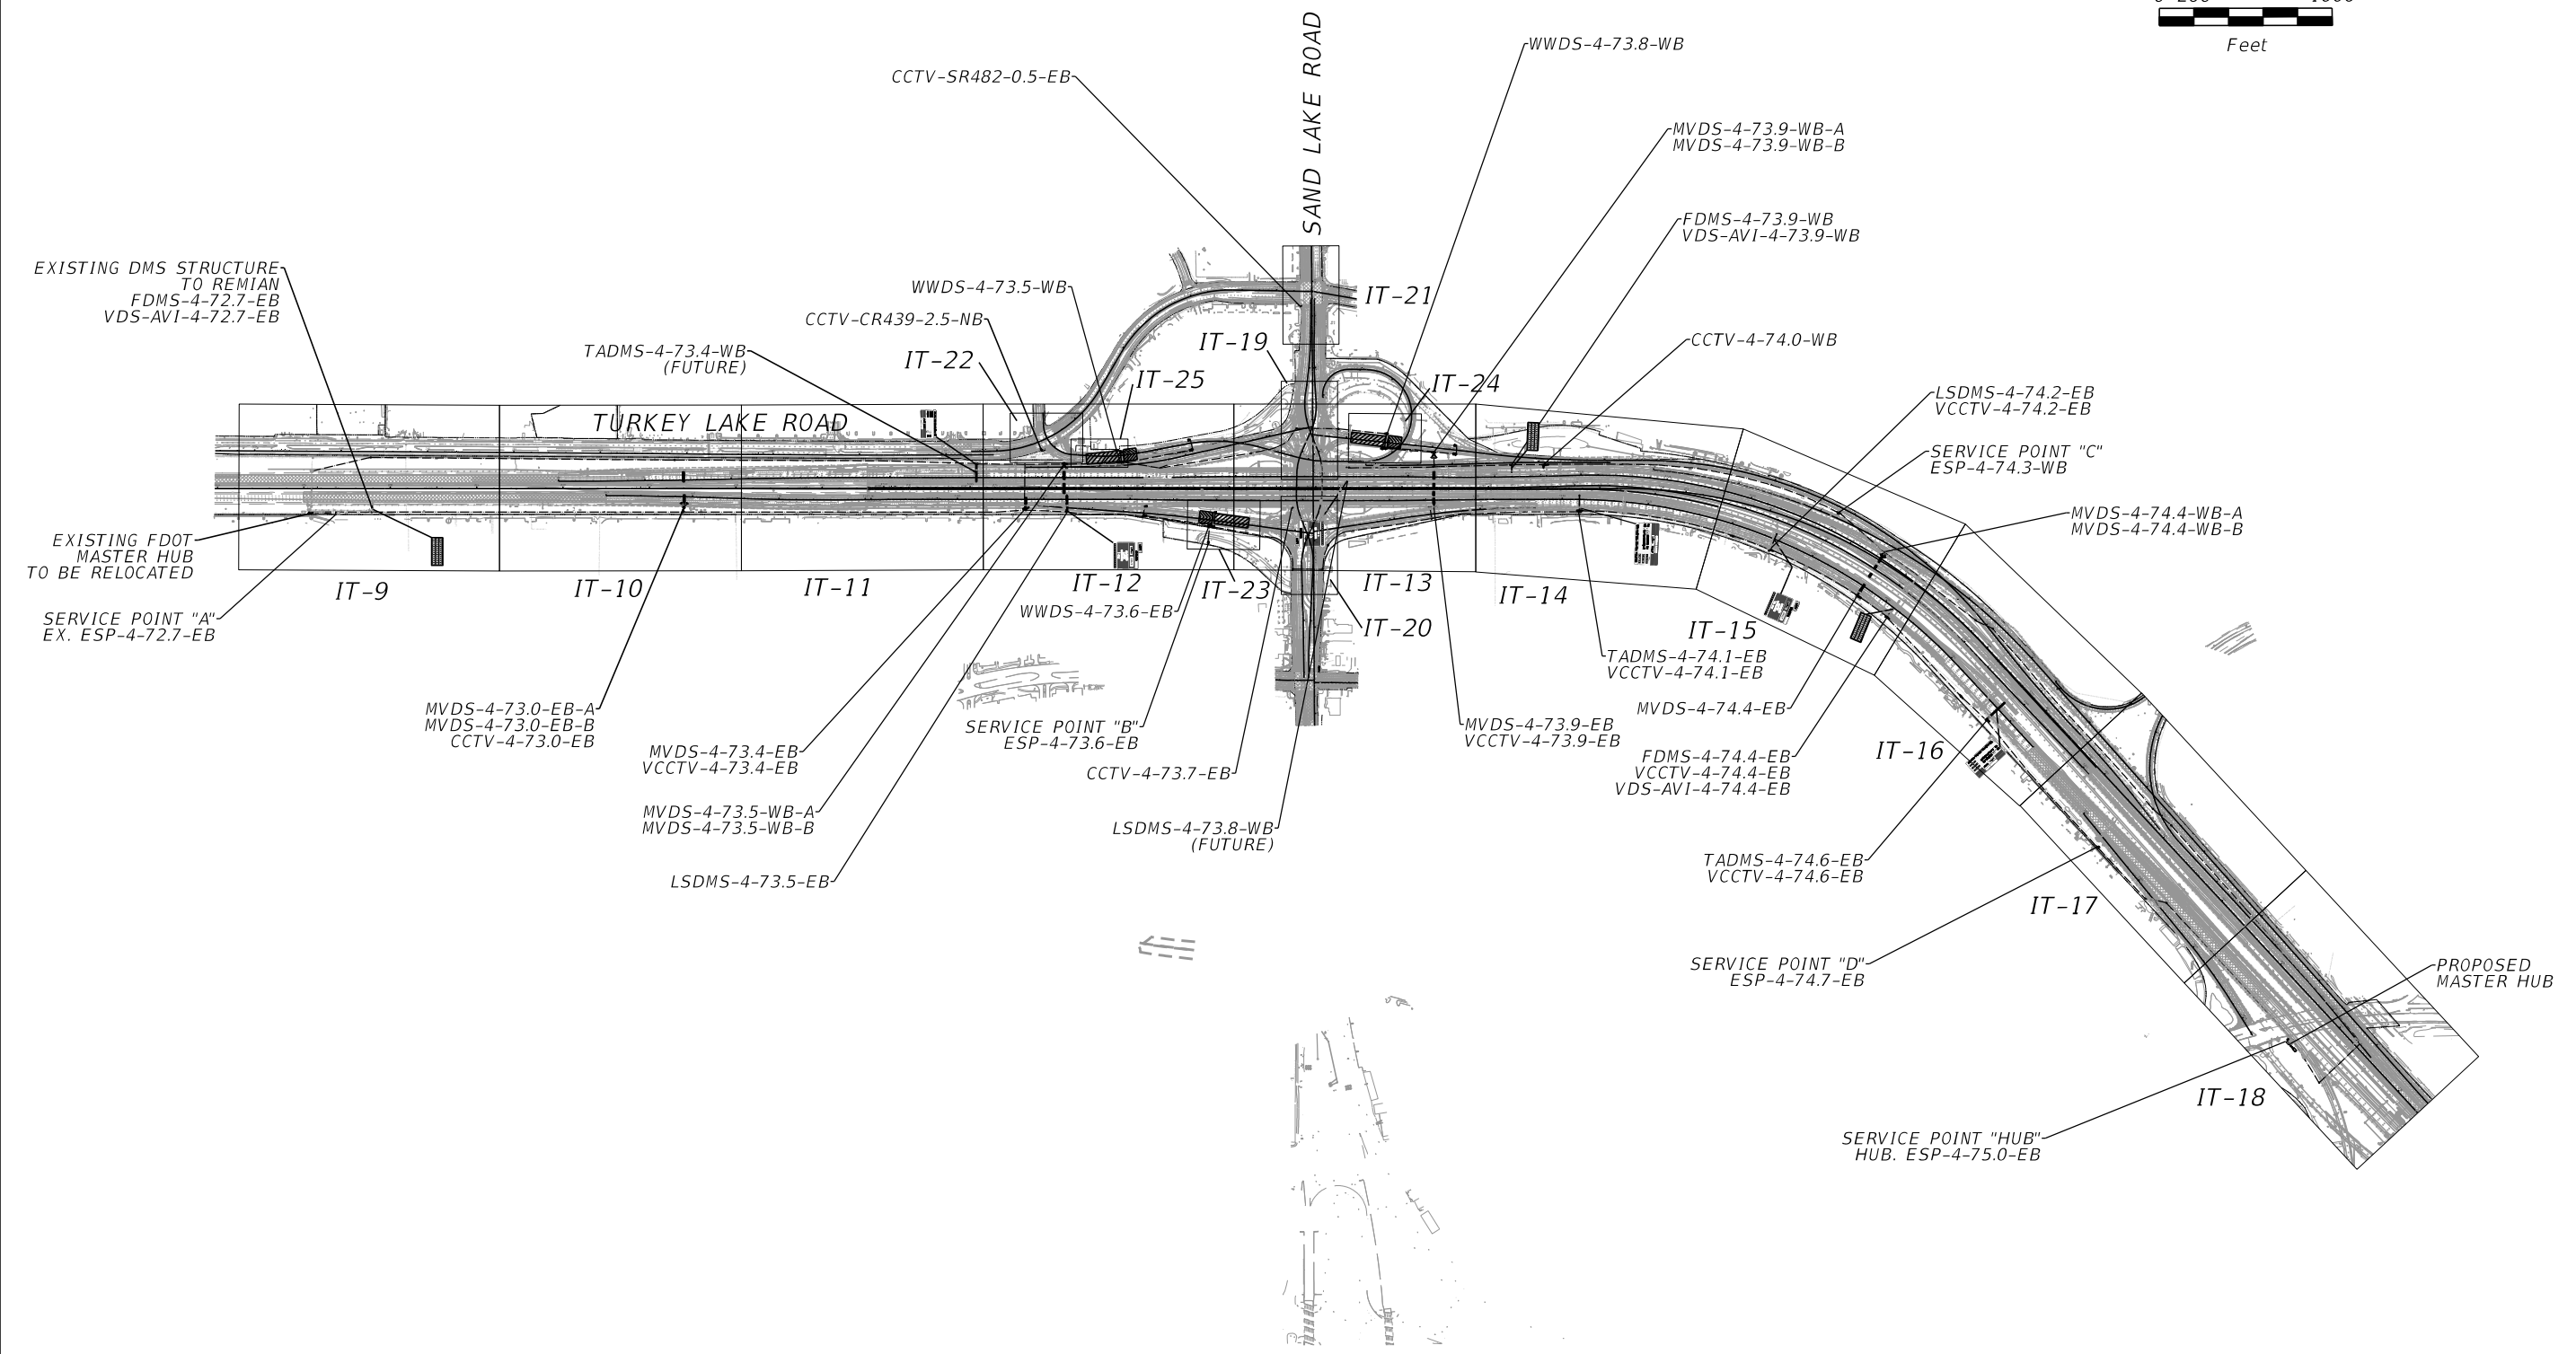 Feet
SAND LAKE ROAD
WWDS-4-73.8-WB
CCTV-SR482-0.5-EB
MVDS-4-73.9-WB-A
MVDS-4-73.9-WB-B
FDMS-4-73.9-WB
VDS-AVI-4-73.9-WB
EXISTING DMS STRUCTURE
TO REMIAN
FDMS-4-72.7-EB
VDS-AVI-4-72.7-EB
WWDS-4-73.5-WB
IT-21
CCTV-CR439-2.5-NB
IT-19
CCTV-4-74.0-WB
TADMS-4-73.4-WB
(FUTURE)
IT-22
IT-25
IT-24
LSDMS-4-74.2-EB
VCCTV-4-74.2-EB
TURKEY LAKE ROAD
SERVICE POINT "C"
ESP-4-74.3-WB
MVDS-4-74.4-WB-A
MVDS-4-74.4-WB-B
EXISTING FDOT
MASTER HUB
TO BE RELOCATED
IT-9
IT-10
IT-11
IT-12
IT-23
IT-13
IT-14
WWDS-4-73.6-EB
SERVICE POINT "A"
EX. ESP-4-72.7-EB
IT-20
IT-15
TADMS-4-74.1-EB
VCCTV-4-74.1-EB
MVDS-4-73.0-EB-A
MVDS-4-73.0-EB-B
CCTV-4-73.0-EB
MVDS-4-74.4-EB
SERVICE POINT "B"
ESP-4-73.6-EB
MVDS-4-73.9-EB
VCCTV-4-73.9-EB
MVDS-4-73.4-EB
VCCTV-4-73.4-EB
IT-16
FDMS-4-74.4-EB
VCCTV-4-74.4-EB
VDS-AVI-4-74.4-EB
CCTV-4-73.7-EB
MVDS-4-73.5-WB-A
MVDS-4-73.5-WB-B
LSDMS-4-73.8-WB
(FUTURE)
TADMS-4-74.6-EB
VCCTV-4-74.6-EB
LSDMS-4-73.5-EB
IT-17
SERVICE POINT "D"
ESP-4-74.7-EB
PROPOSED
MASTER HUB
IT-18
SERVICE POINT "HUB"
HUB. ESP-4-75.0-EB